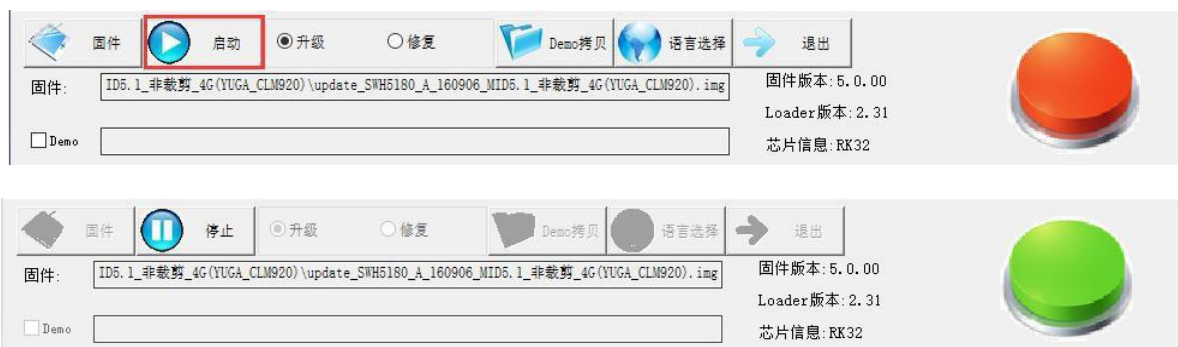 固件 启动 升级 修复 Demo拷贝 语言选择 退出
固件: ID5.1_非裁剪_4G(YUGA_CLM920)\update_SWH5180_A_160906_MID5.1_非裁剪_4G(YUGA_CLM920).img 固件版本:5.0.00
Loader版本:2.31
Demo 芯片信息:RK32
固件 停止 升级 修复 Demo拷贝 语言选择 退出
固件: ID5.1_非裁剪_4G(YUGA_CLM920)\update_SWH5180_A_160906_MID5.1_非裁剪_4G(YUGA_CLM920).img 固件版本:5.0.00
Loader版本:2.31
Demo 芯片信息:RK32